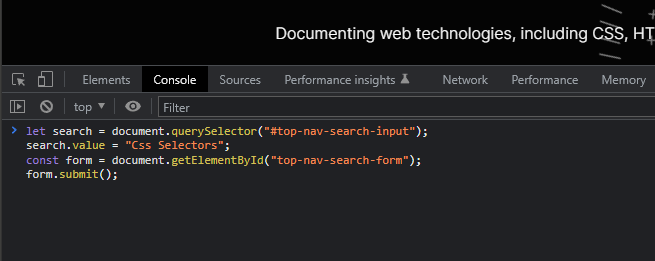 Documenting web technologies, including CSS, HT
Elements Console Sources Performance insights Network Performance Memory
top Filter
let search = document.querySelector("#top-nav-search-input");
search.value = "Css Selectors";
const form = document.getElementById("top-nav-search-form");
form.submit();